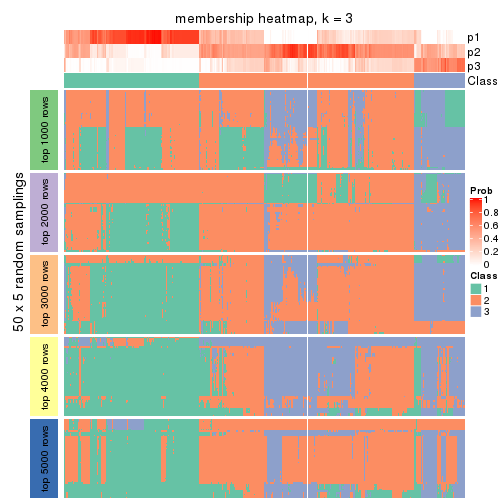 membership heatmap, k = 3
p1
p2
p3
Class
50 x 5 random samplings
top 1000 rows
top 2000 rows
top 3000 rows
top 4000 rows
top 5000 rows
Prob
1
0.8
0.6
0.4
0.2
0
Class
1
2
3